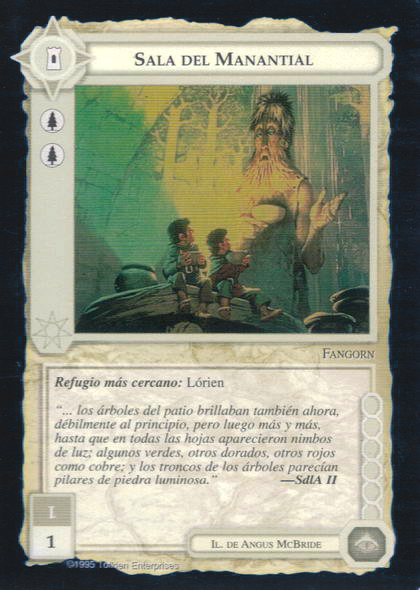 SALA DEL MANANTIAL
FANGORN
Refugio más cercano: Lórien
“... los árboles del patio brillaban también ahora,
débilmente al principio, pero luego más y más,
hasta que en todas las hojas aparecieron nimbos
de luz; algunos verdes, otros dorados, otros rojos
como cobre; y los troncos de los árboles parecían
pilares de piedra luminosa.” —SdlA II
I
1
IL. DE ANGUS MCBRIDE
©1995 Tolkien Enterprises